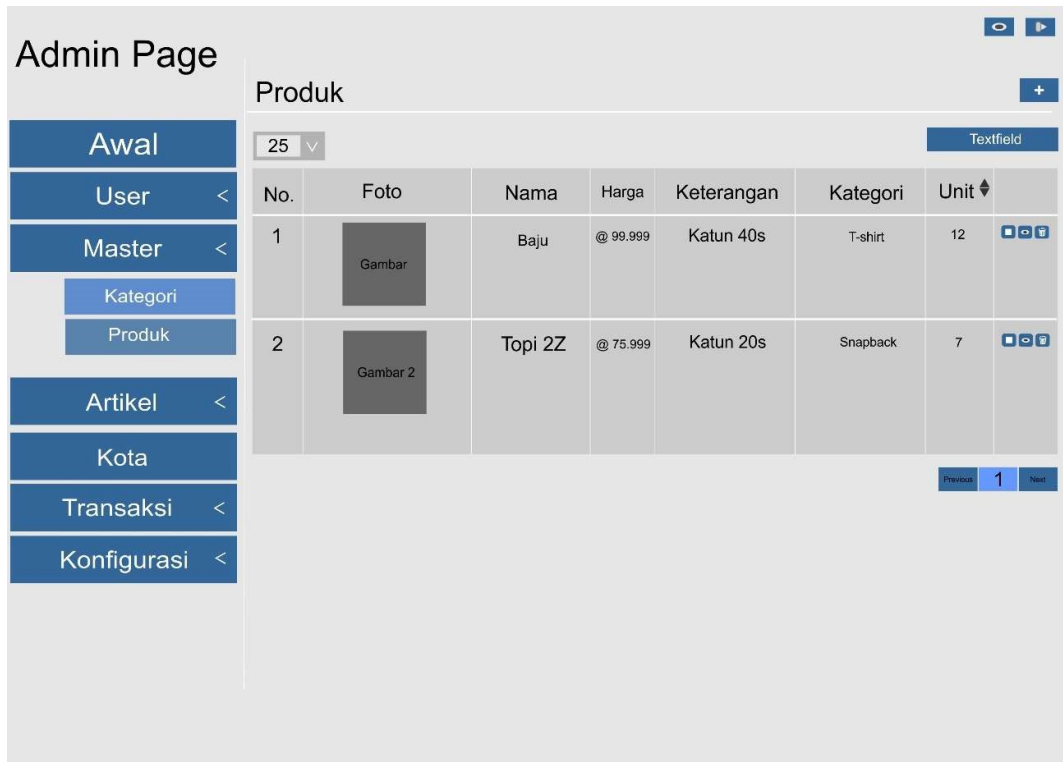 Admin Page
Produk
+
Awal
User <
Master <
Kategori
Produk
Artikel <
Kota
Transaksi <
Konfigurasi <
25
Textfield
No. Foto Nama Harga Keterangan Kategori Unit
1 Gambar Baju @ 99.999 Katun 40s T-shirt 12
2 Gambar 2 Topi 2Z @ 75.999 Katun 20s Snapback 7
Previous 1 Next